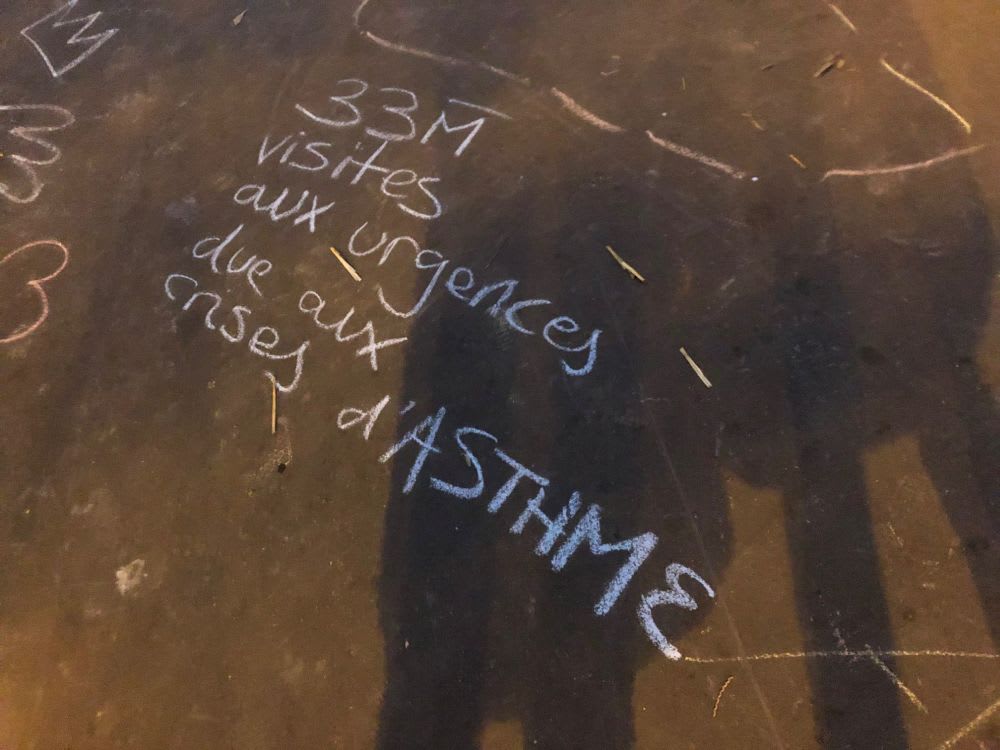 33M
visites
aux urgences
due aux
crises
d'ASTHME